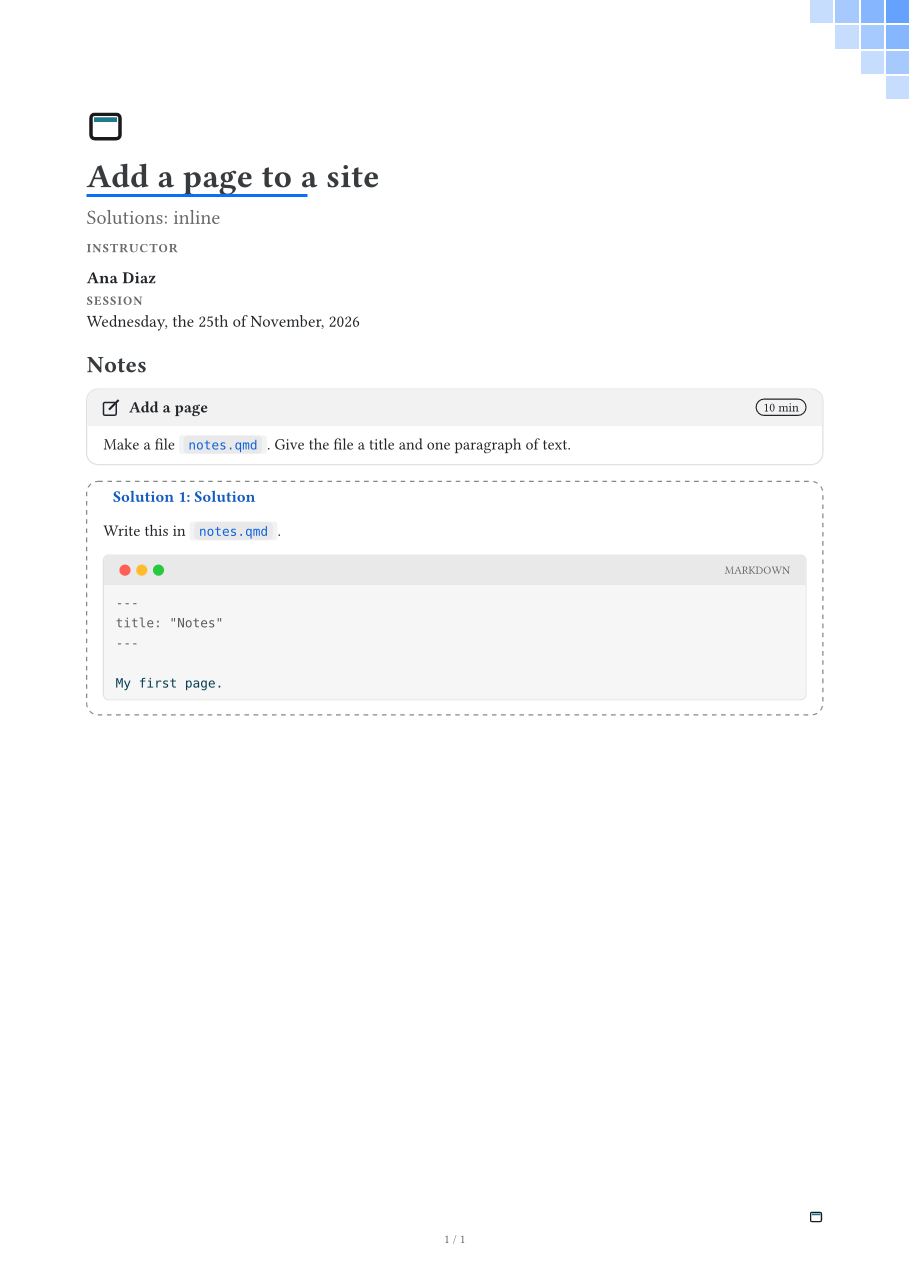 Add a page to a site
Solutions: inline
INSTRUCTOR
Ana Diaz
SESSION
Wednesday, the 25th of November, 2026
Notes
Add a page 10 min
Make a file notes.qmd. Give the file a title and one paragraph of text.
Solution 1: Solution
Write this in notes.qmd.
MARKDOWN
---
title: "Notes"
---
My first page.
1 / 1